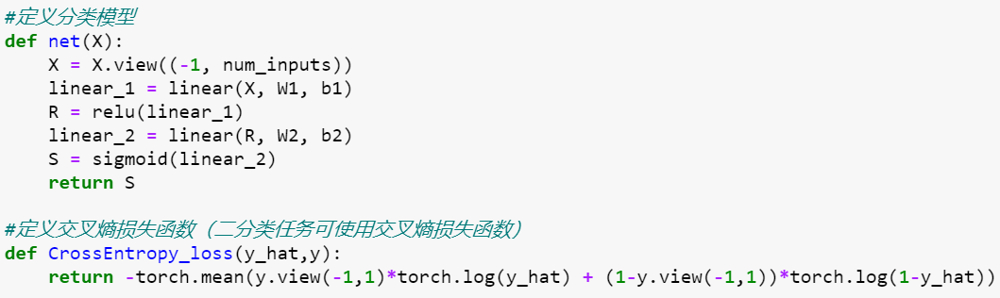 #定义分类模型
def net(X):
    X = X.view((-1, num_inputs))
    linear_1 = linear(X, W1, b1)
    R = relu(linear_1)
    linear_2 = linear(R, W2, b2)
    S = sigmoid(linear_2)
    return S

#定义交叉熵损失函数（二分类任务可使用交叉熵损失函数）
def CrossEntropy_loss(y_hat,y):
    return -torch.mean(y.view(-1,1)*torch.log(y_hat) + (1-y.view(-1,1))*torch.log(1-y_hat))